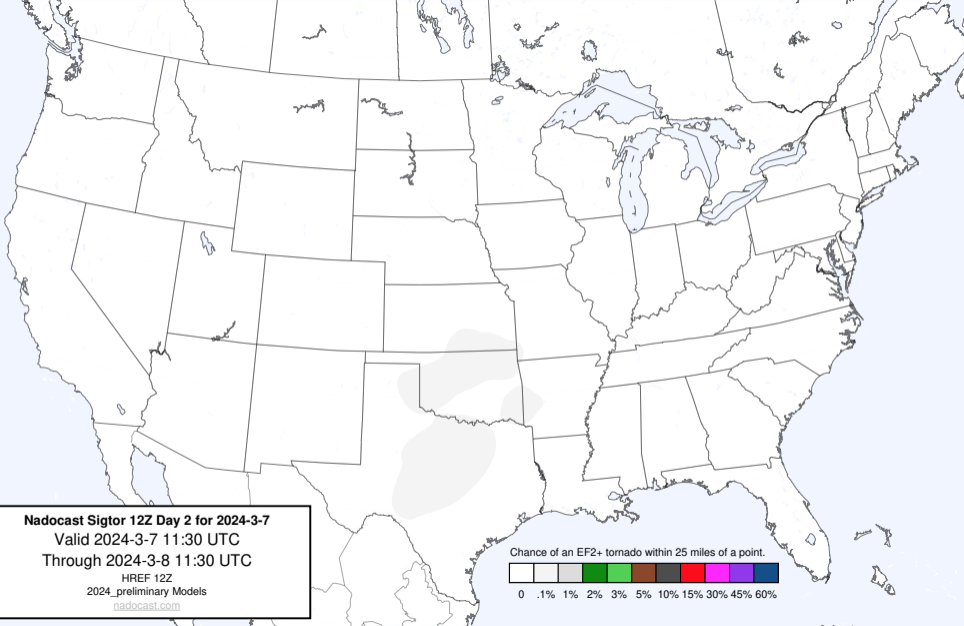 Nadocast Sigtor 12Z Day 2 for 2024-3-7
Valid 2024-3-7 11:30 UTC
Through 2024-3-8 11:30 UTC
HREF 12Z
2024_preliminary Models
nadocast.com
Chance of an EF2+ tornado within 25 miles of a point.
0 .1% 1% 2% 3% 5% 10% 15% 30% 45% 60%